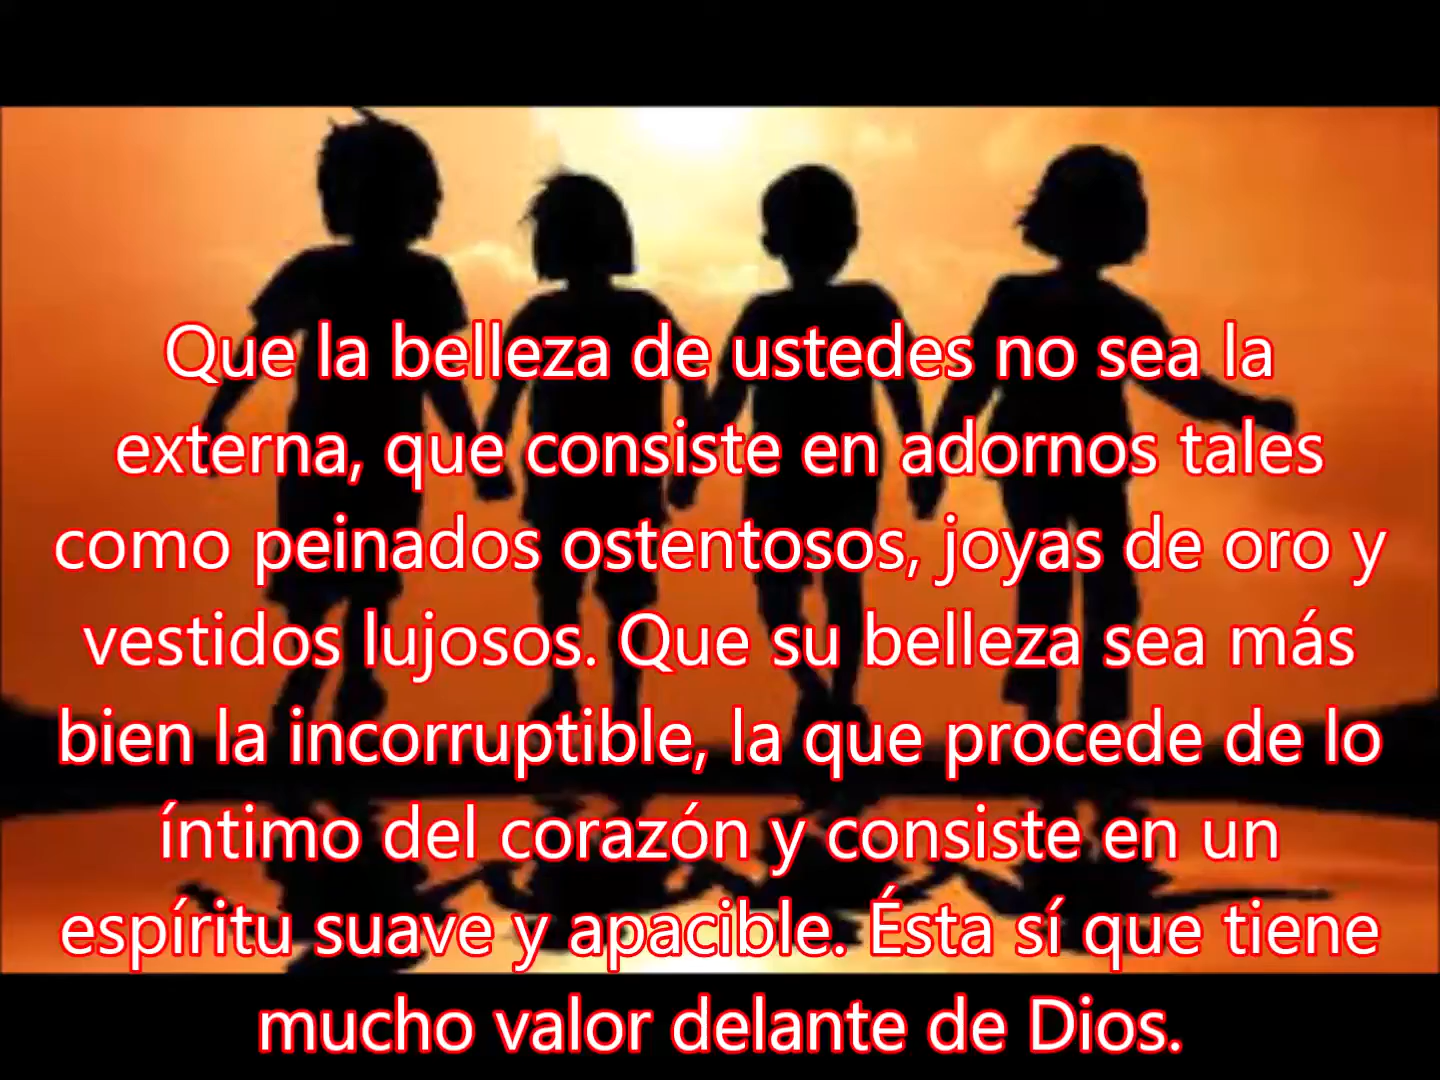 Que la belleza de ustedes no sea la
externa, que consiste en adornos tales
como peinados ostentosos, joyas de oro y
vestidos lujosos. Que su belleza sea más
bien la incorruptible, la que procede de lo
íntimo del corazón y consiste en un
espíritu suave y apacible. Ésta sí que tiene
mucho valor delante de Dios.